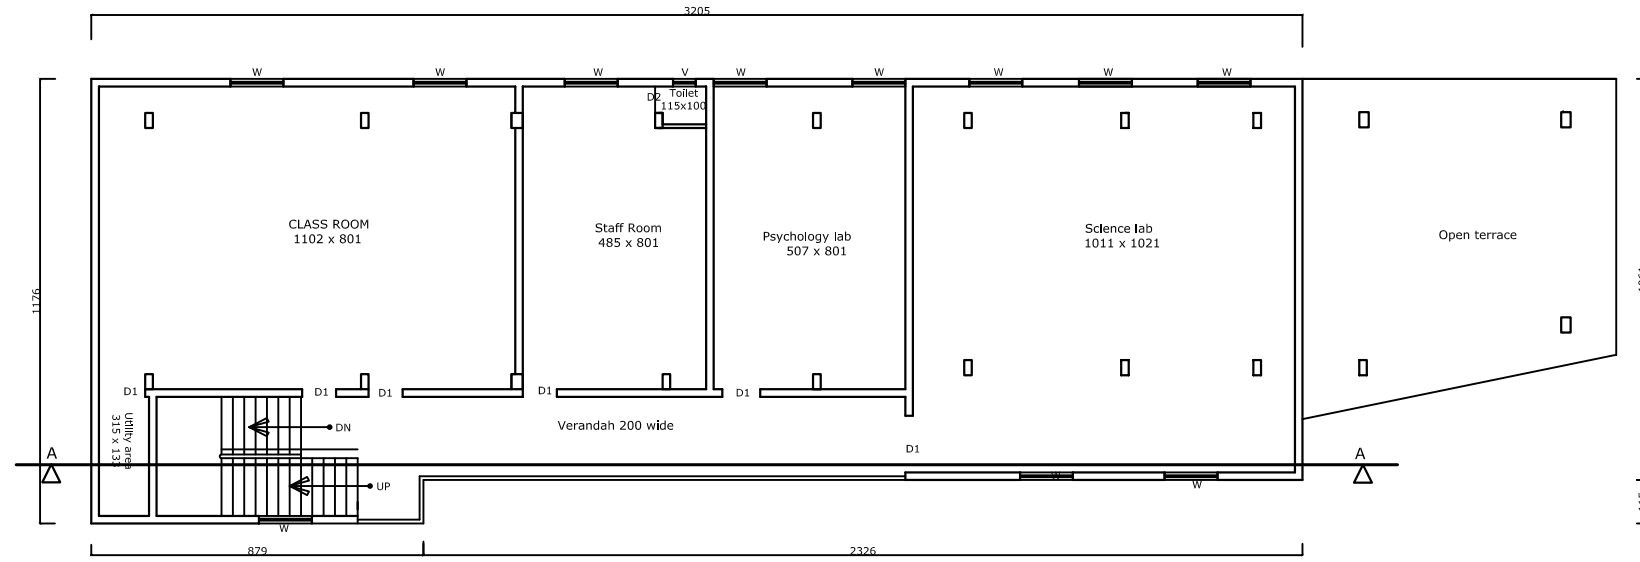 3205
W
W
W
V
W
W
W
W
W
D2
Toilet
115x100
CLASS ROOM
1102 x 801
Staff Room
485 x 801
Psychology lab
507 x 801
Science lab
1011 x 1021
Open terrace
1176
D1
D1
D1
D1
D1
Utility area
DN
Verandah 200 wide
D1
A
A
UP
W
W
W
879
2326